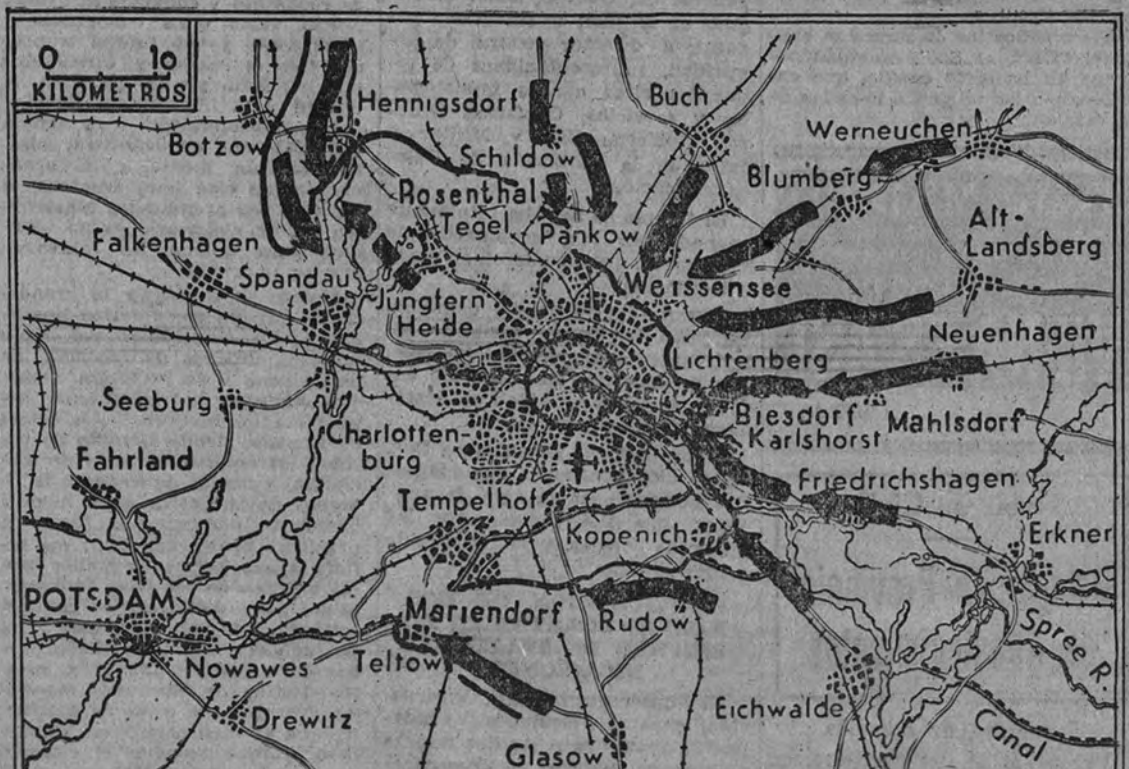 0 10
KILOMETROS
Hennigsdorf
Buch
Botzow
Werneuchen
Schildow
Blumberg
Rosenthal
Tegel
Pankow
Alt-
Landsberg
Falkenhagen
Spandau
Jungfern
Heide
Weissensee
Neuenhagen
Lichtenberg
Seeburg
Biesdorf
Karlshorst
Mahlsdorf
Charlotten-
burg
Fahrland
Friedrichshagen
Tempelhof
Kopenich
Erkner
POTSDAM
Mariendorf
Rudow
Spree R.
Nowawes
Teltow
Drewitz
Eichwalde
Canal
Glasow